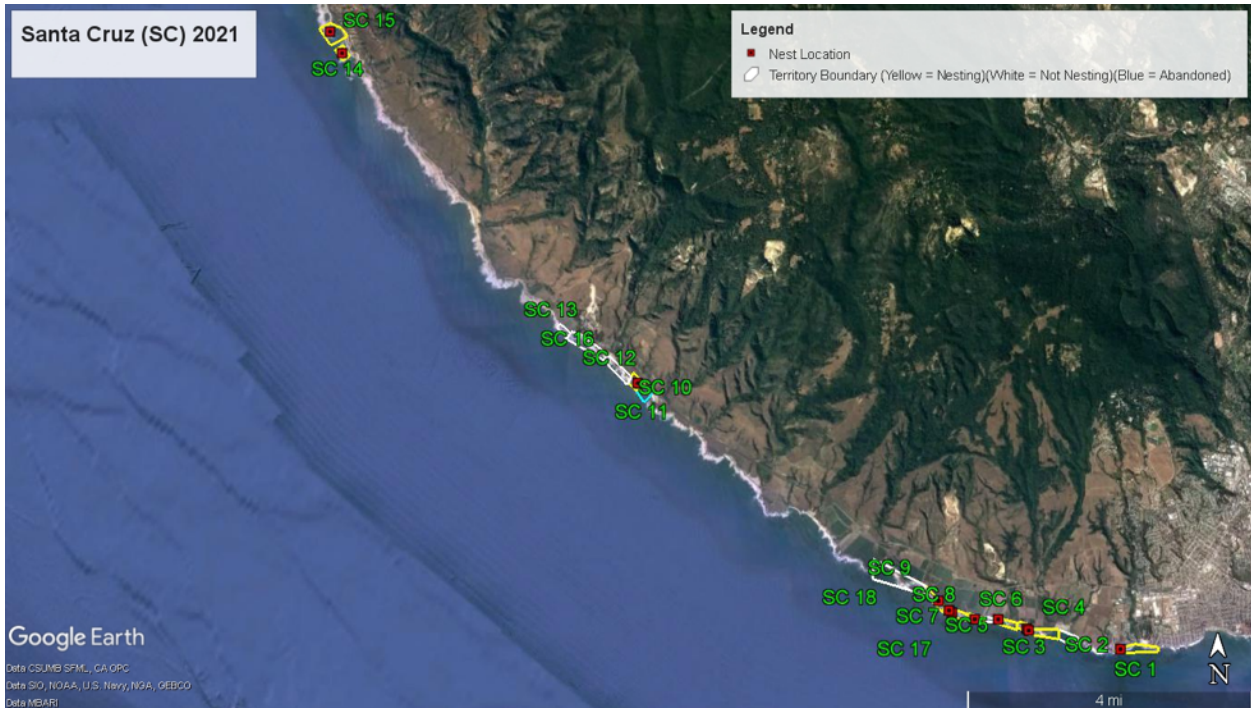 Santa Cruz (SC) 2021
Legend
Nest Location
Territory Boundary (Yellow = Nesting)(White = Not Nesting)(Blue = Abandoned)
SC 15
SC 14
SC 13
SC 16
SC 12
SC 10
SC 11
SC 9
SC 18
SC 8
SC 7
SC 6
SC 5
SC 4
SC 17
SC 3
SC 2
SC 1
Google Earth
Data CSUMB SFML, CA OPC
Data SIO, NOAA, U.S. Navy, NGA, GEBCO
Data MBARI
N
4 mi